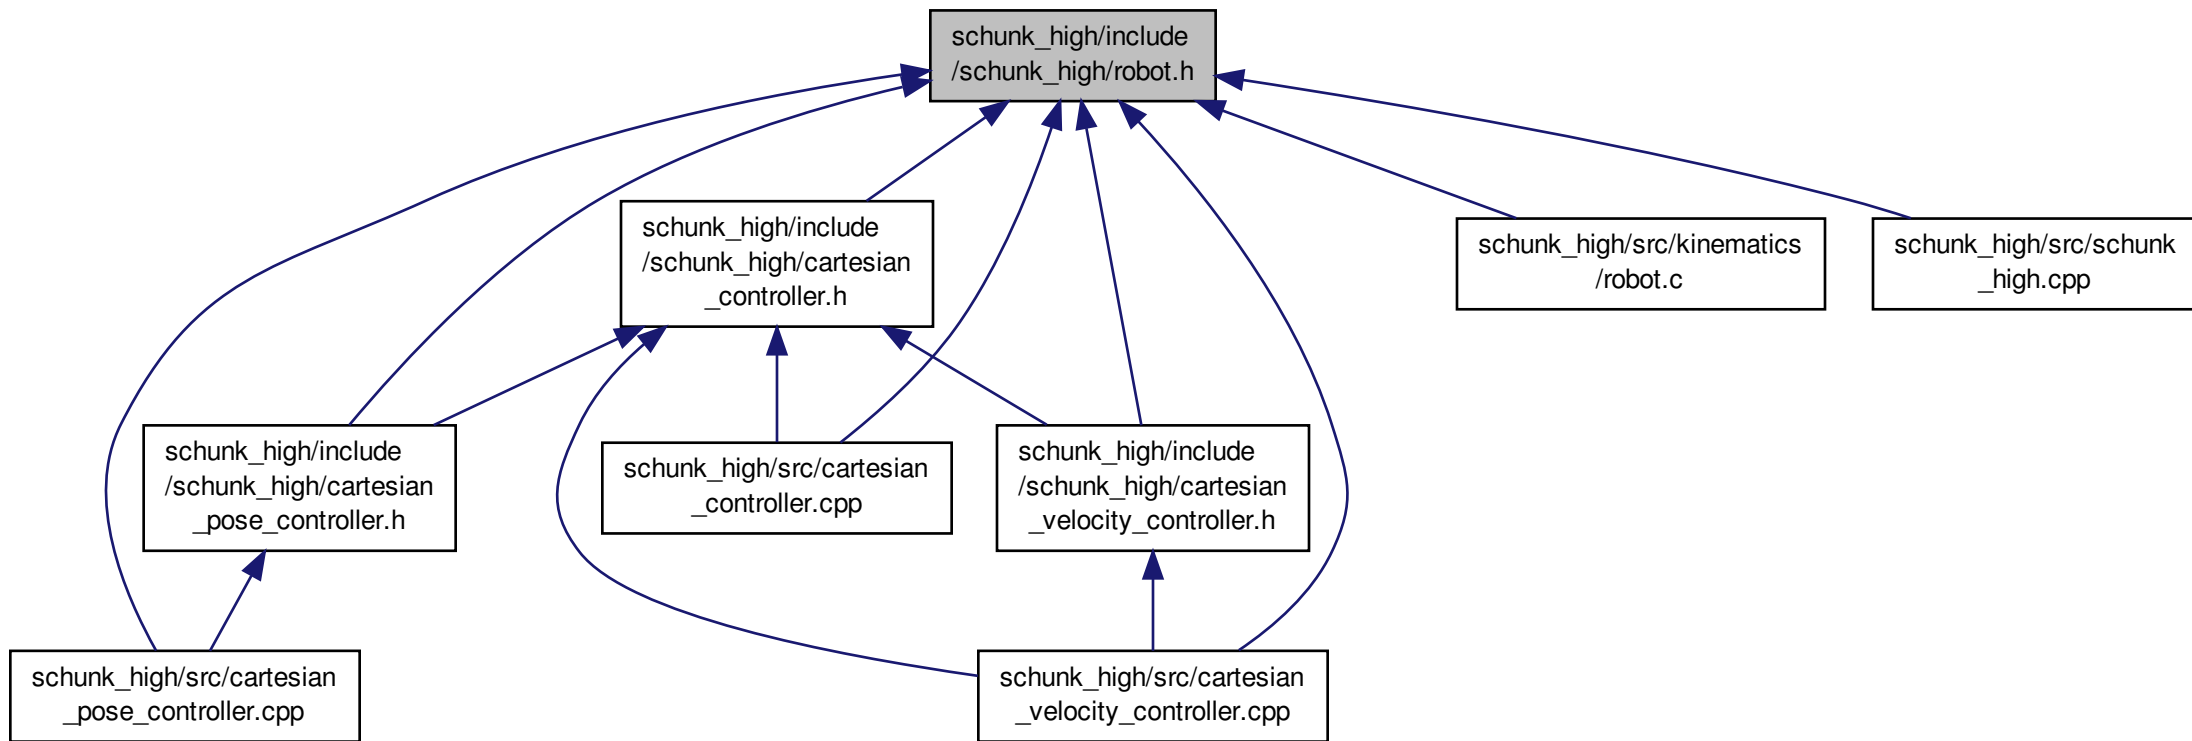 schunk_high/include
/schunk_high/robot.h
schunk_high/include
/schunk_high/cartesian
_controller.h
schunk_high/src/kinematics
/robot.c
schunk_high/src/schunk
_high.cpp
schunk_high/include
/schunk_high/cartesian
_pose_controller.h
schunk_high/src/cartesian
_controller.cpp
schunk_high/include
/schunk_high/cartesian
_velocity_controller.h
schunk_high/src/cartesian
_pose_controller.cpp
schunk_high/src/cartesian
_velocity_controller.cpp